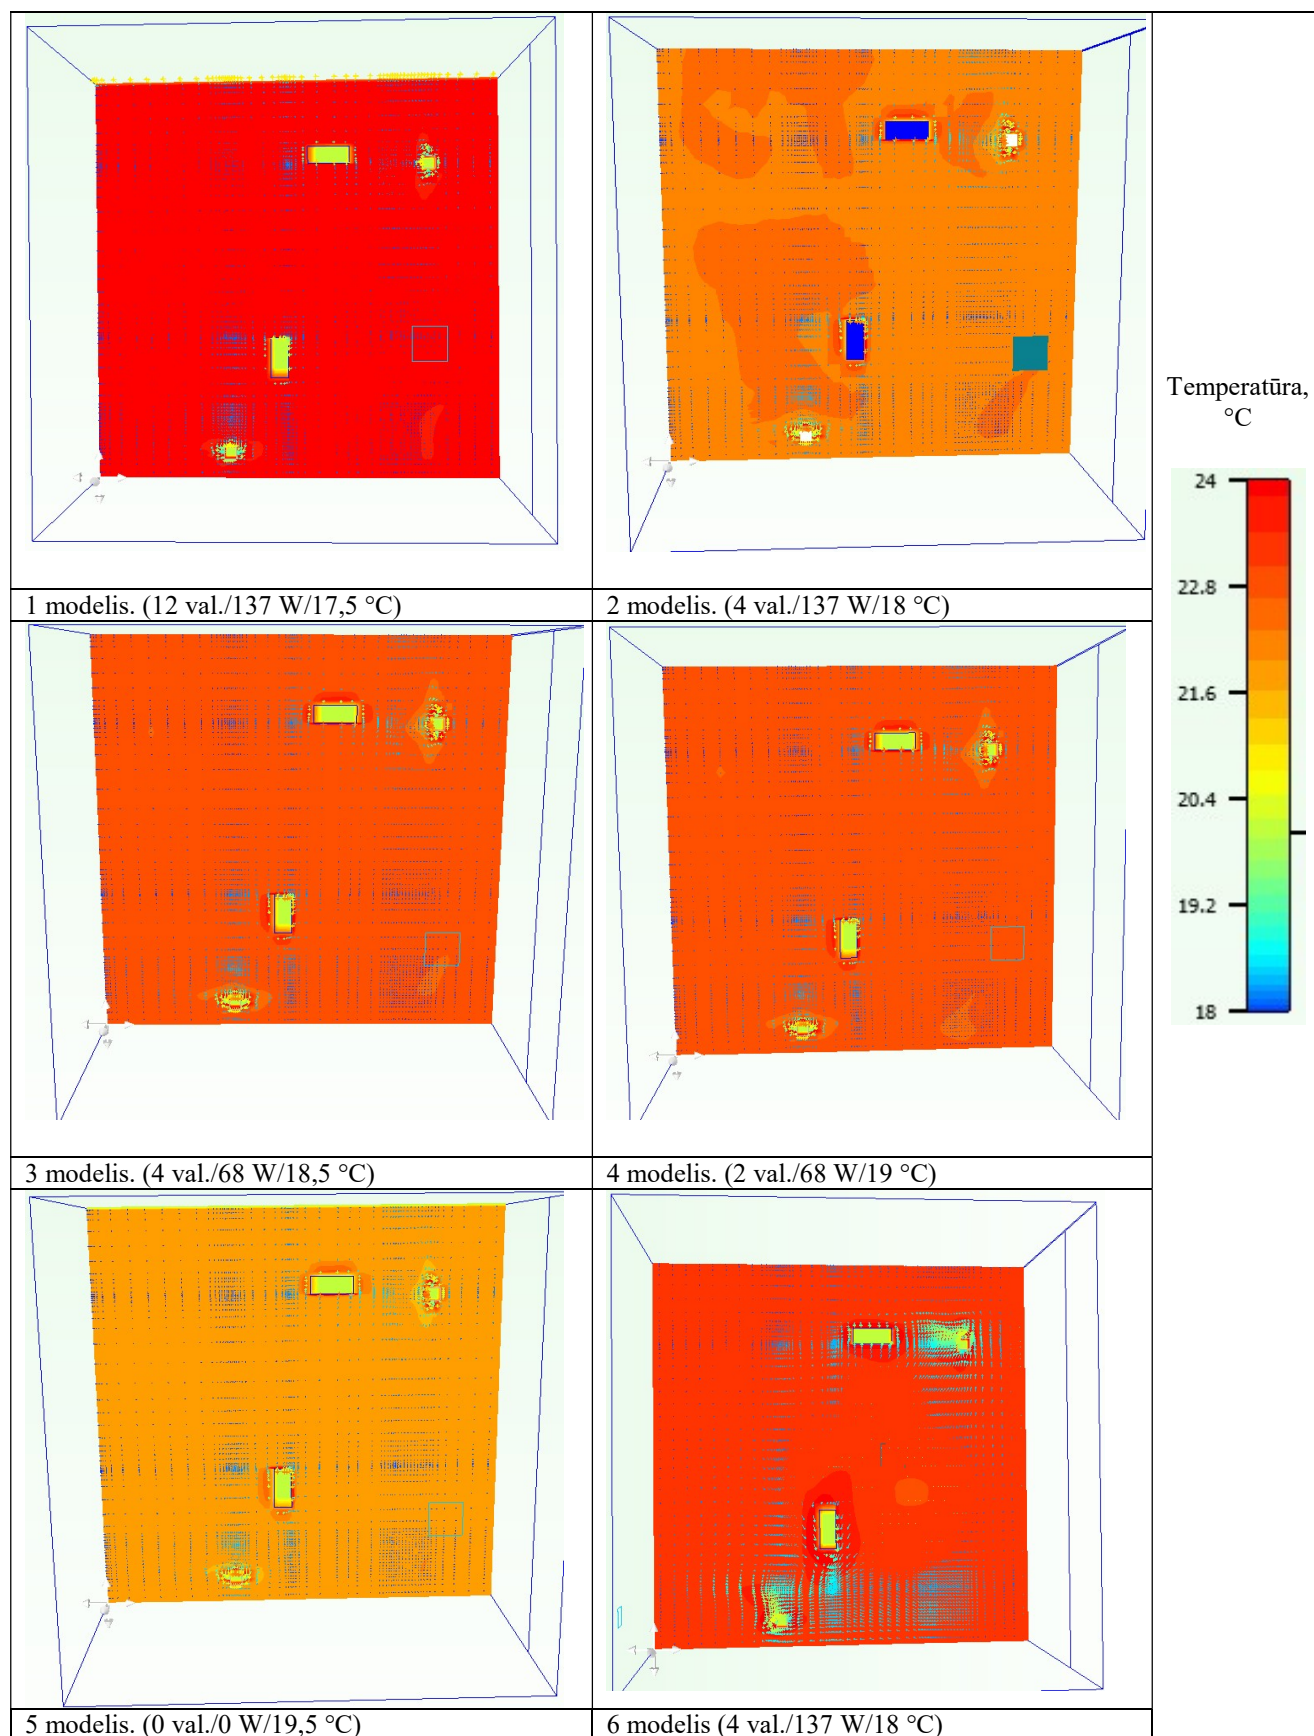 1 modelis. (12 val./137 W/17,5 °C)
2 modelis. (4 val./137 W/18 °C)
Temperatūra,
°C
24
22.8
21.6
20.4
19.2
18
3 modelis. (4 val./68 W/18,5 °C)
4 modelis. (2 val./68 W/19 °C)
5 modelis. (0 val./0 W/19,5 °C)
6 modelis (4 val./137 W/18 °C)